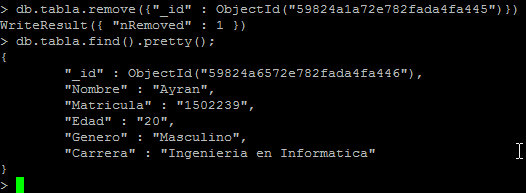 > db.tabla.remove({"_id" : ObjectId("59824a1a72e782fada4fa445")})
WriteResult({ "nRemoved" : 1 })
> db.tabla.find().pretty();
{
"_id" : ObjectId("59824a6572e782fada4fa446"),
"Nombre" : "Ayran",
"Matricula" : "1502239",
"Edad" : "20",
"Genero" : "Masculino",
"Carrera" : "Ingenieria en Informatica"
}
>